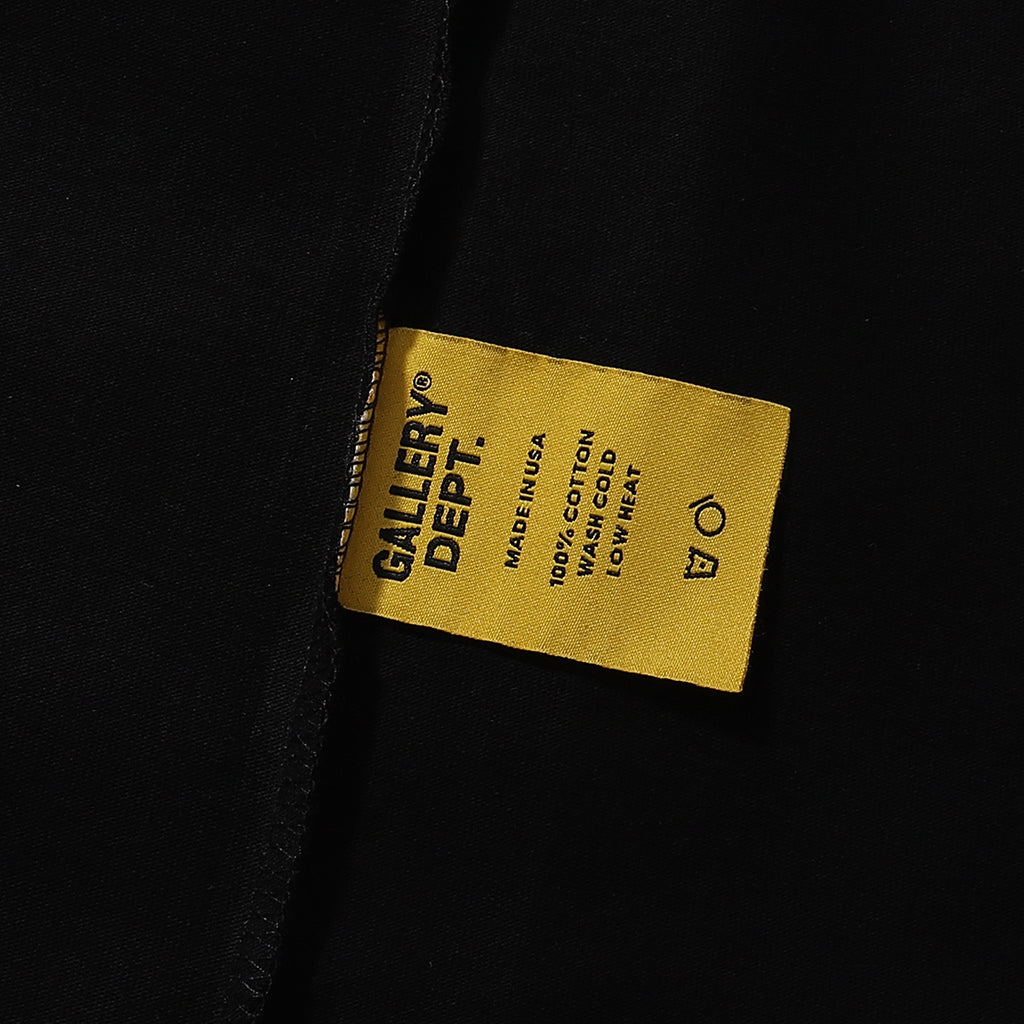 GALLERY®
DEPT.
MADE IN USA
100% COTTON
WASH COLD
LOW HEAT